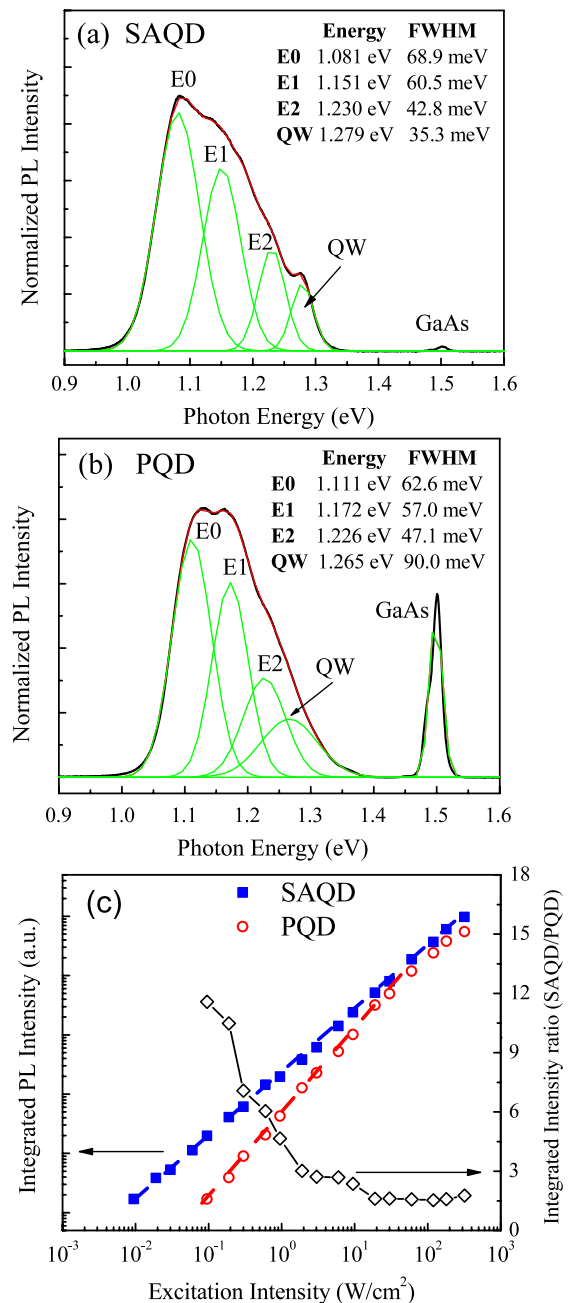 (a) SAQD
Energy FWHM
E0 1.081 eV 68.9 meV
E1 1.151 eV 60.5 meV
E2 1.230 eV 42.8 meV
QW 1.279 eV 35.3 meV
E0
E1
E2
QW
GaAs
Normalized PL Intensity
0.9 1.0 1.1 1.2 1.3 1.4 1.5 1.6
Photon Energy (eV)
(b) PQD
Energy FWHM
E0 1.111 eV 62.6 meV
E1 1.172 eV 57.0 meV
E2 1.226 eV 47.1 meV
QW 1.265 eV 90.0 meV
E0
E1
E2
QW
GaAs
Normalized PL Intensity
0.9 1.0 1.1 1.2 1.3 1.4 1.5 1.6
Photon Energy (eV)
(c)
SAQD
PQD
Integrated PL Intensity (a.u.)
18
15
12
9
6
3
0
Integrated Intensity ratio (SAQD/PQD)
10⁻³ 10⁻² 10⁻¹ 10⁰ 10¹ 10² 10³
Excitation Intensity (W/cm²)